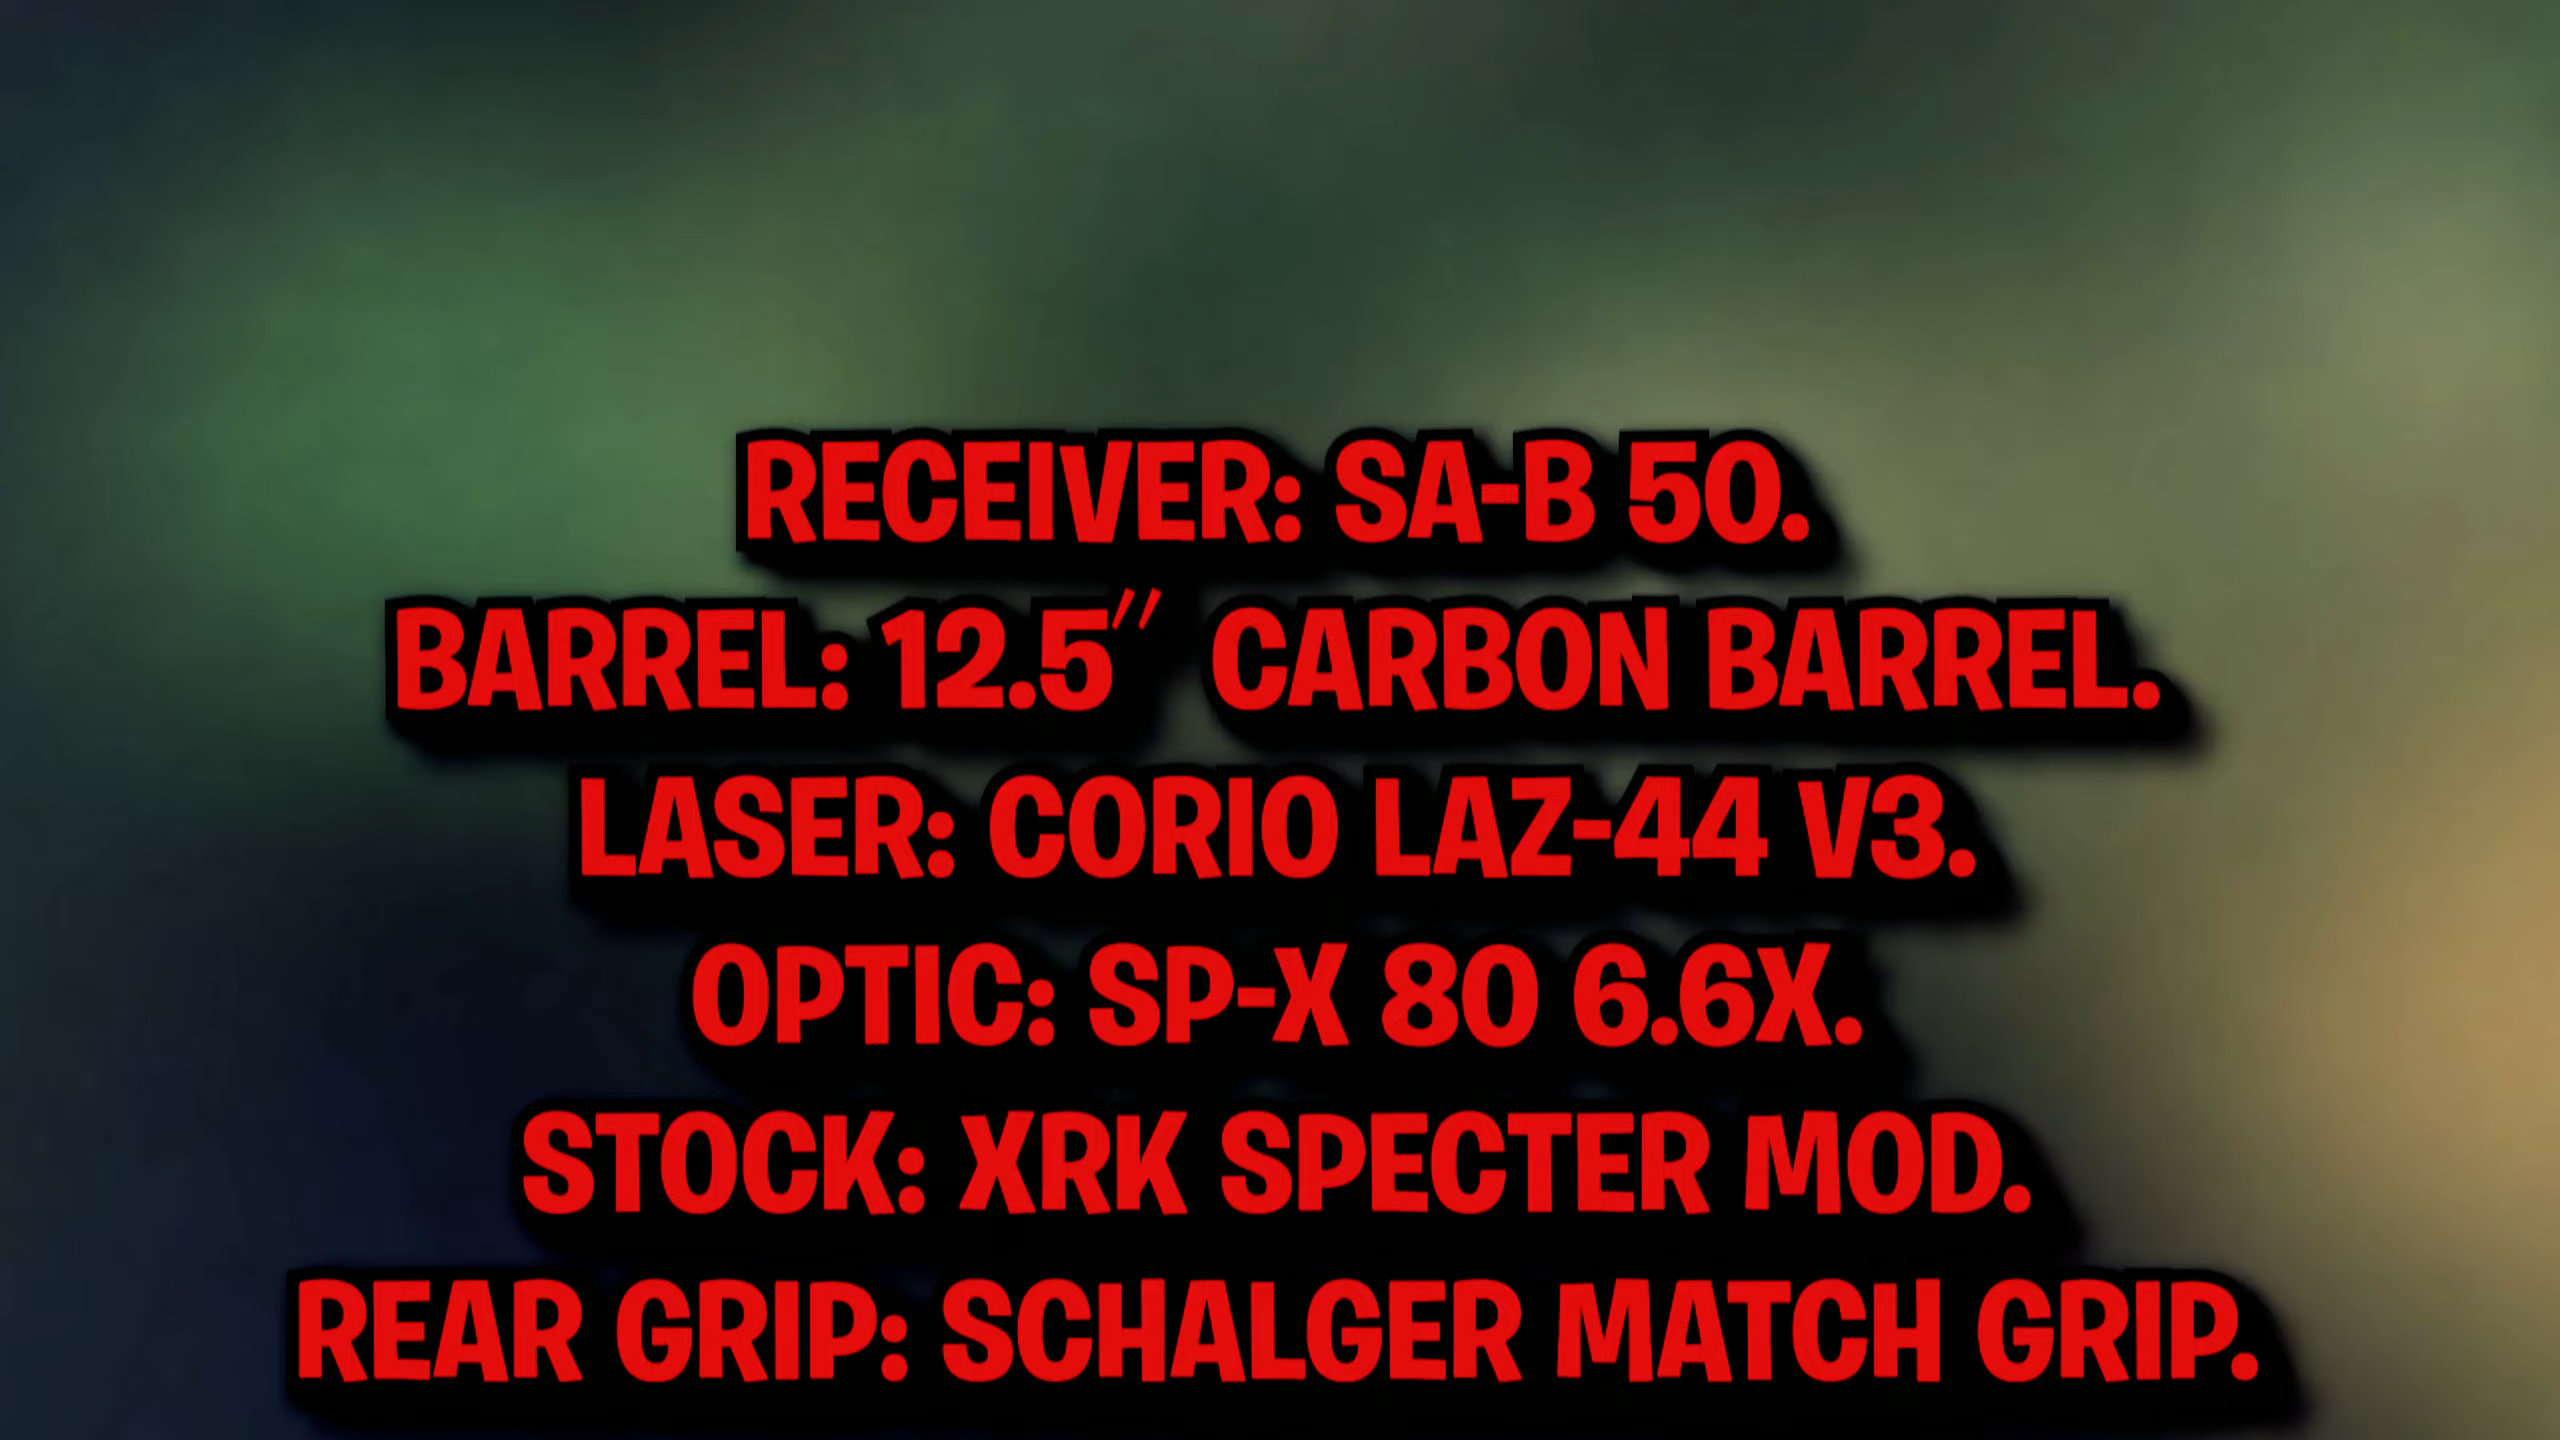 RECEIVER: SA-B 50.
BARREL: 12.5″ CARBON BARREL.
LASER: CORIO LAZ-44 V3.
OPTIC: SP-X 80 6.6X.
STOCK: XRK SPECTER MOD.
REAR GRIP: SCHALGER MATCH GRIP.